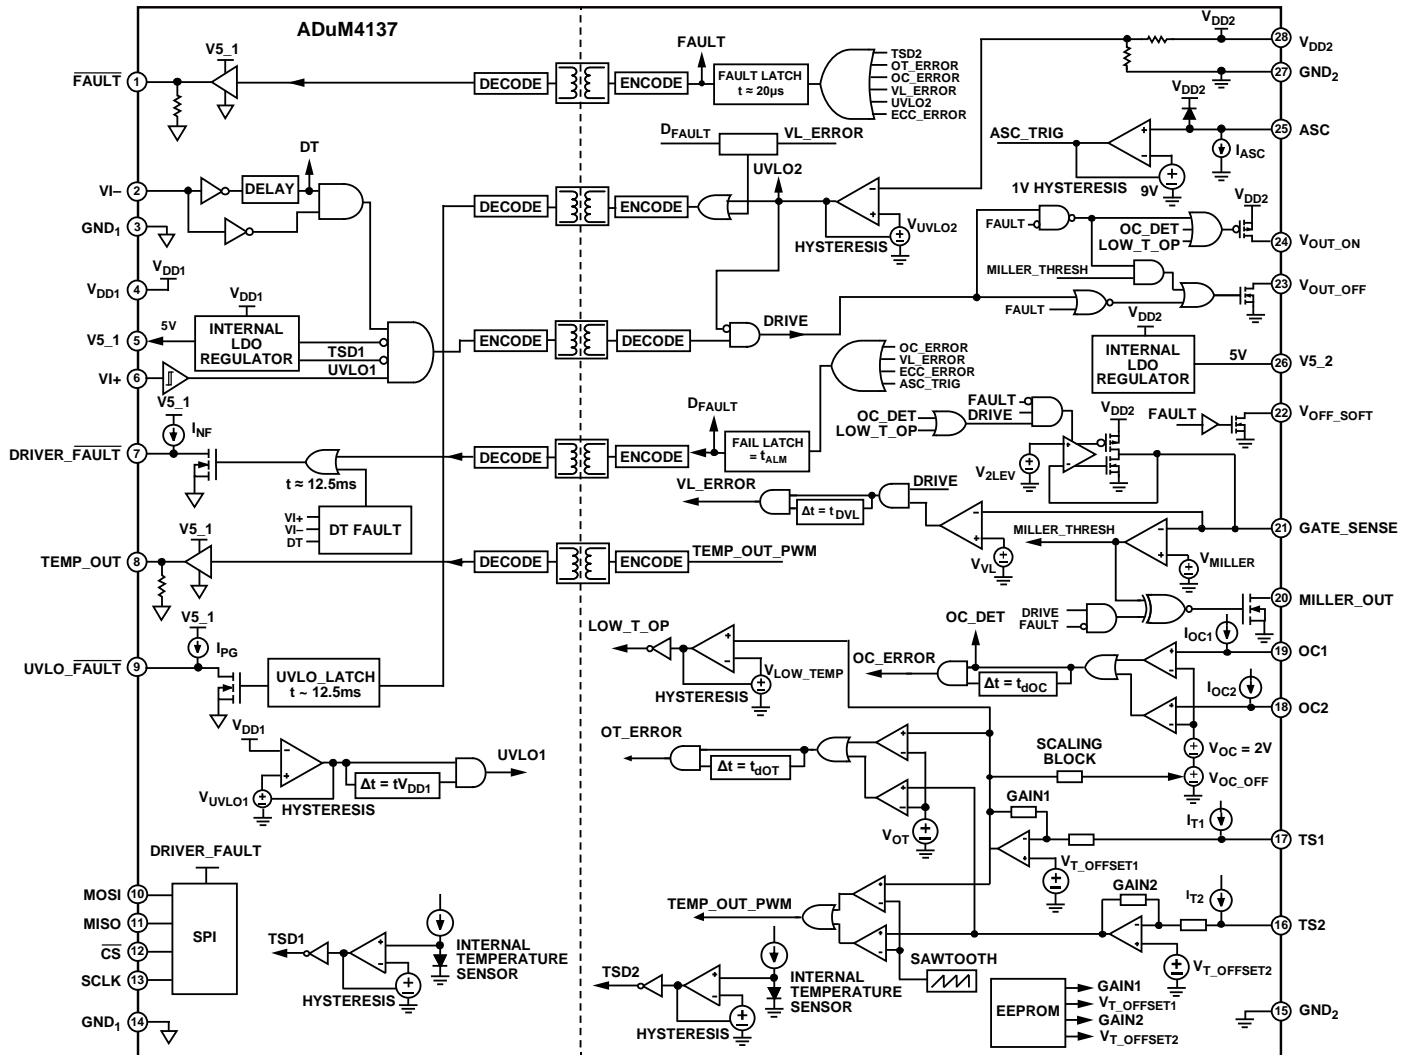 ADuM4137
FAULT
1
V5_1
DECODE
ENCODE
FAULT
FAULT LATCH
t ≈ 20µs
TSD2
OT_ERROR
OC_ERROR
VL_ERROR
UVLO2
ECC_ERROR
VDD2
28
VDD2
27
GND2
VDD2
25
ASC
IASC
ASC_TRIG
1V HYSTERESIS
9V
DFAULT
VL_ERROR
UVLO2
DT
VI–
2
DELAY
GND1
3
DECODE
ENCODE
VUVLO2
HYSTERESIS
FAULT
OC_DET
LOW_T_OP
VDD2
24
VOUT_ON
MILLER_THRESH
23
VOUT_OFF
FAULT
VDD1
VDD1
4
VDD1
V5_1
5
5V
INTERNAL
LDO
REGULATOR
TSD1
UVLO1
VI+
6
ENCODE
DECODE
DRIVE
VDD2
INTERNAL
LDO
REGULATOR
5V
26
V5_2
OC_ERROR
VL_ERROR
ECC_ERROR
ASC_TRIG
V5_1
INF
DRIVER_FAULT
7
t ≈ 12.5ms
DECODE
ENCODE
DFAULT
FAIL LATCH
= tALM
FAULT
DRIVE
OC_DET
LOW_T_OP
VDD2
V2LEV
FAULT
22
VOFF_SOFT
VI+
VI–
DT
DT FAULT
VL_ERROR
Δt = tDVL
DRIVE
VVL
MILLER_THRESH
VMILLER
21
GATE_SENSE
V5_1
TEMP_OUT
8
DECODE
ENCODE
TEMP_OUT_PWM
DRIVE
FAULT
20
MILLER_OUT
V5_1
IPG
UVLO_FAULT
9
UVLO_LATCH
t ~ 12.5ms
LOW_T_OP
VLOW_TEMP
HYSTERESIS
OC_DET
OC_ERROR
Δt = tdOC
IOC1
19
OC1
IOC2
18
OC2
VOC = 2V
VOC_OFF
SCALING
BLOCK
VDD1
VUVLO1
HYSTERESIS
Δt = tVDD1
UVLO1
OT_ERROR
Δt = tdOT
VOT
GAIN1
IT1
17
TS1
VT_OFFSET1
DRIVER_FAULT
MOSI
10
MISO
11
CS
12
SCLK
13
SPI
GND1
14
TSD1
HYSTERESIS
INTERNAL
TEMPERATURE
SENSOR
TEMP_OUT_PWM
SAWTOOTH
GAIN2
IT2
16
TS2
VT_OFFSET2
TSD2
HYSTERESIS
INTERNAL
TEMPERATURE
SENSOR
EEPROM
GAIN1
VT_OFFSET1
GAIN2
VT_OFFSET2
15
GND2